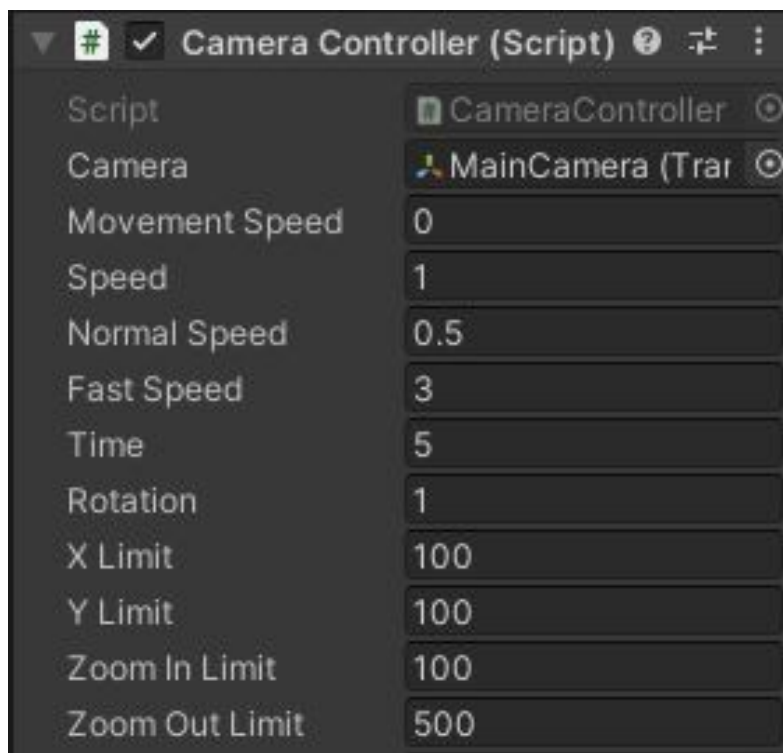 # Camera Controller (Script)
Script # CameraController
Camera MainCamera (Trar
Movement Speed 0
Speed 1
Normal Speed 0.5
Fast Speed 3
Time 5
Rotation 1
X Limit 100
Y Limit 100
Zoom In Limit 100
Zoom Out Limit 500